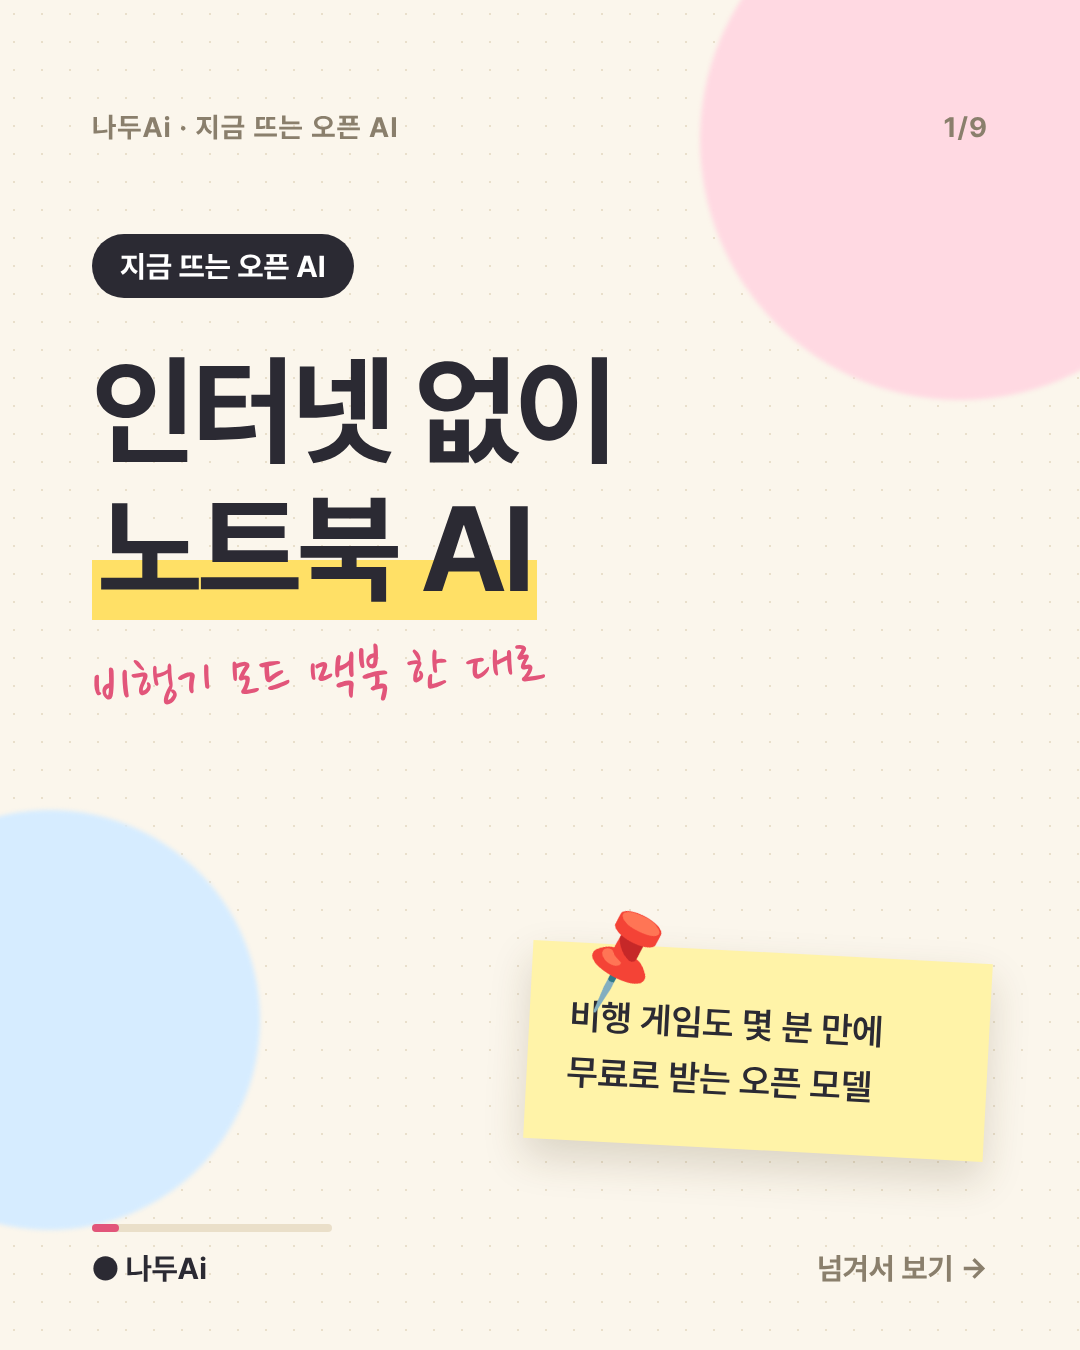 나두Ai · 지금 뜨는 오픈 AI
1/9
지금 뜨는 오픈 AI
인터넷 없이
노트북 AI
비행기 모드 맥북 한 대로
비행 게임도 몇 분 만에
무료로 받는 오픈 모델
나두Ai
넘겨서 보기 →